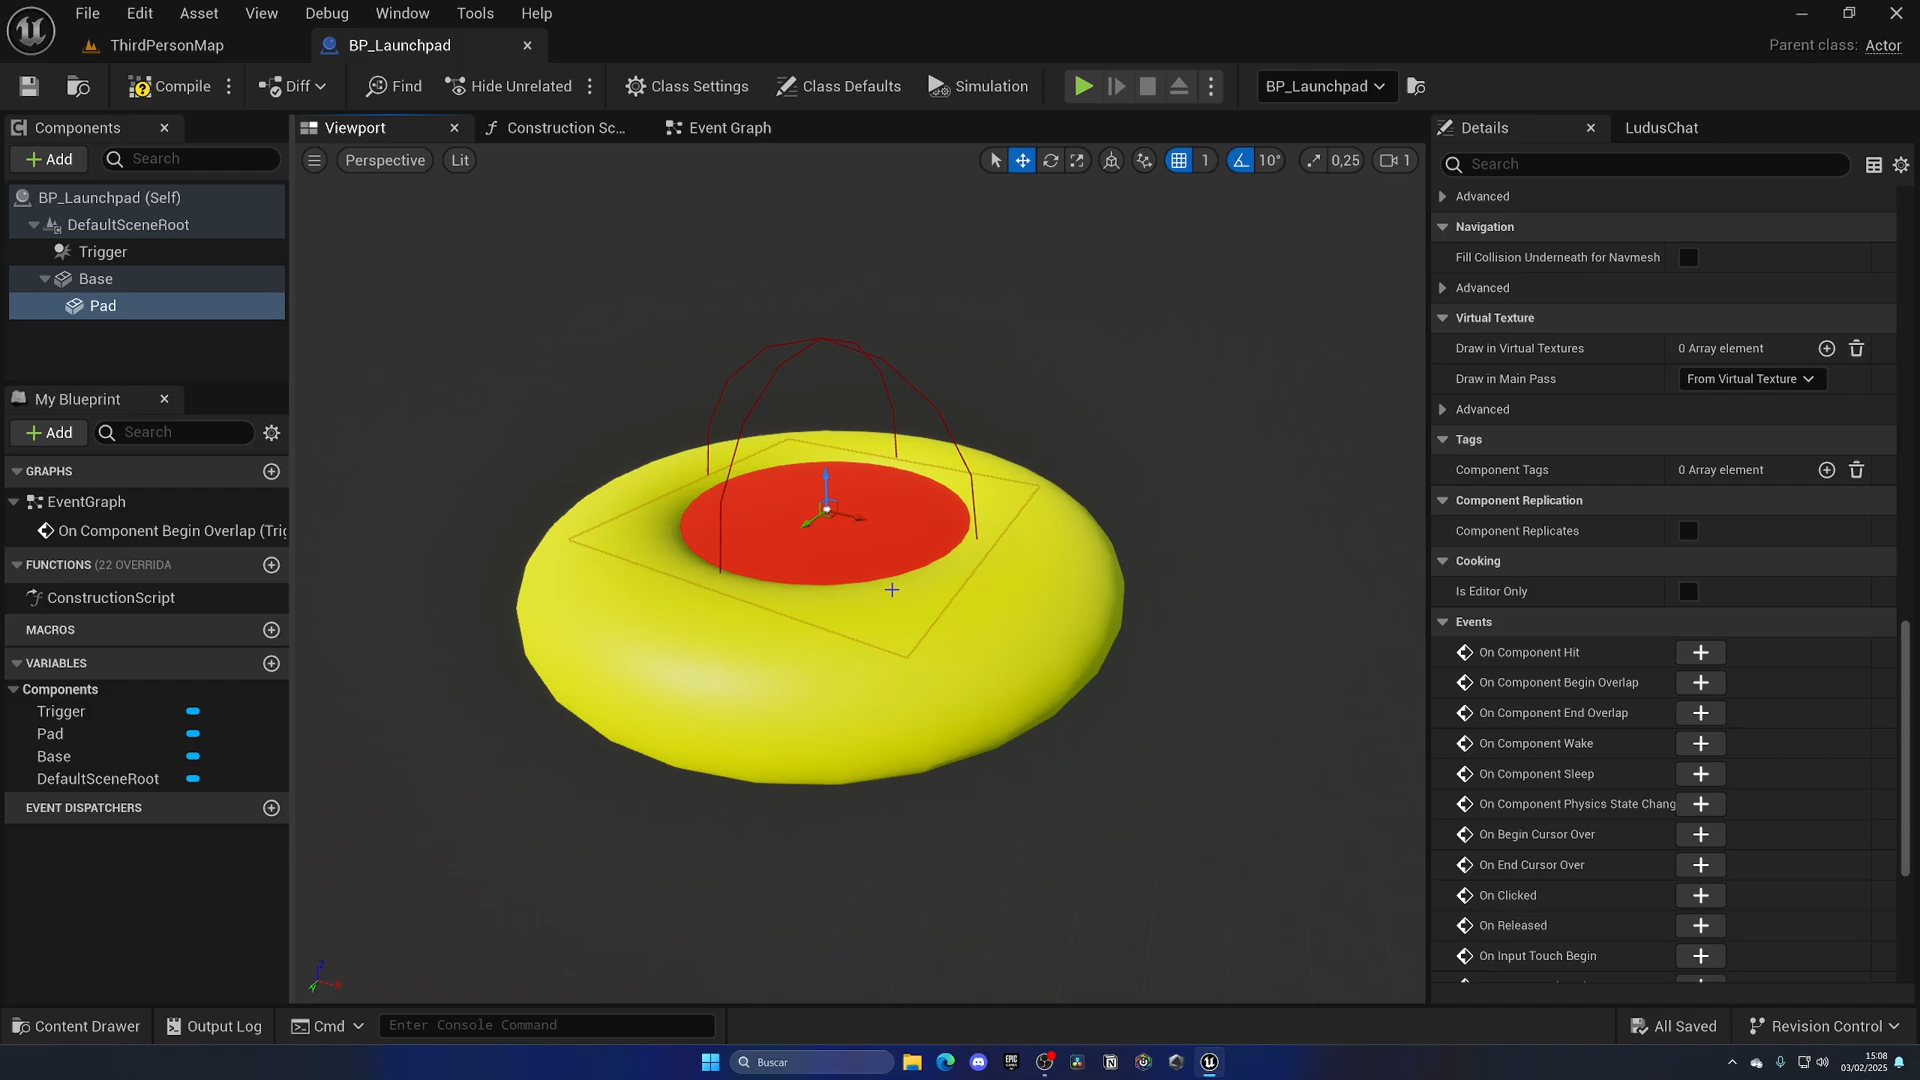 File Edit Asset View Debug Window Tools Help
ThirdPersonMap BP_Launchpad Parent class: Actor
Compile Diff Find Hide Unrelated Class Settings Class Defaults Simulation BP_Launchpad
Components Viewport Construction Sc... Event Graph Details LudusChat
Add Search Perspective Lit 1 10° 0,25 1 Search
BP_Launchpad (Self)
DefaultSceneRoot
Trigger
Base
Pad
My Blueprint
Add Search
GRAPHS
EventGraph
On Component Begin Overlap (Trig
FUNCTIONS (22 OVERRIDA
ConstructionScript
MACROS
VARIABLES
Components
Trigger
Pad
Base
DefaultSceneRoot
EVENT DISPATCHERS
Z
X
Y
Advanced
Navigation
Fill Collision Underneath for Navmesh
Advanced
Virtual Texture
Draw in Virtual Textures 0 Array element
Draw in Main Pass From Virtual Texture
Advanced
Tags
Component Tags 0 Array element
Component Replication
Component Replicates
Cooking
Is Editor Only
Events
On Component Hit
On Component Begin Overlap
On Component End Overlap
On Component Wake
On Component Sleep
On Component Physics State Chang
On Begin Cursor Over
On End Cursor Over
On Clicked
On Released
On Input Touch Begin
Content Drawer Output Log Cmd Enter Console Command All Saved Revision Control
Buscar EPIC 15:08
03/02/2025